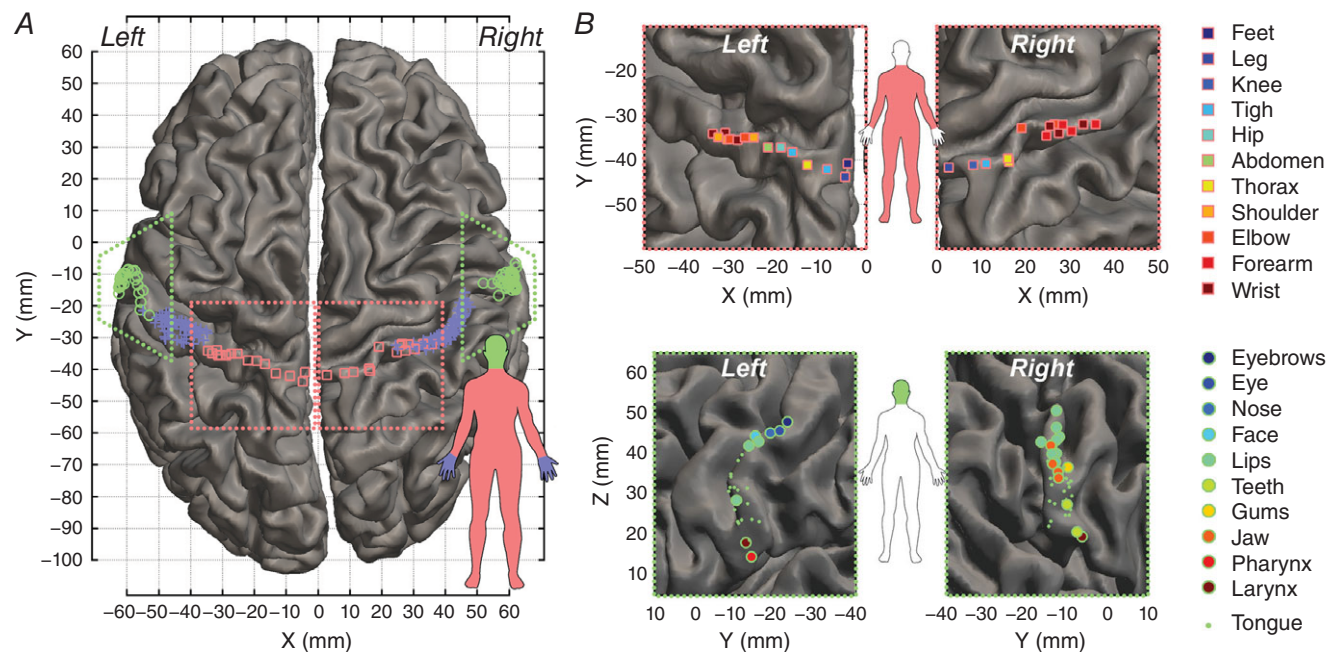 A
Left
Right
60
50
40
30
20
10
0
−10
−20
−30
−40
−50
−60
−70
−80
−90
−100
Y (mm)
−60 −50 −40 −30 −20 −10 0 10 20 30 40 50 60
X (mm)
B
Left
Right
−20
−30
−40
−50
Y (mm)
−50 −40 −30 −20 −10 0
0 10 20 30 40 50
X (mm)
X (mm)
Feet
Leg
Knee
Tigh
Hip
Abdomen
Thorax
Shoulder
Elbow
Forearm
Wrist
Left
Right
60
50
40
30
20
10
Z (mm)
10 0 −10 −20 −30 −40
−40 −30 −20 −10 0 10
Y (mm)
Y (mm)
Eyebrows
Eye
Nose
Face
Lips
Teeth
Gums
Jaw
Pharynx
Larynx
Tongue